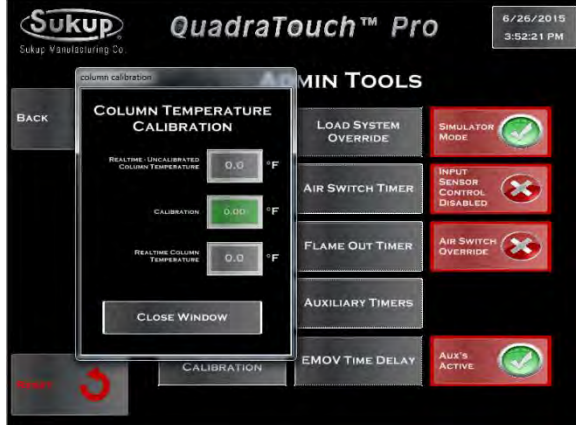 Sukup
Sukup Manufacturing Co.
QuadraTouch™ Pro
6/26/2015
3:52:21 PM
MIN TOOLS
column calibration
COLUMN TEMPERATURE
CALIBRATION
REALTIME-UNCALIBRATED
COLUMN TEMPERATURE
0.0 °F
CALIBRATION 0.00 °F
REALTIME COLUMN
TEMPERATURE
0.0 °F
CLOSE WINDOW
BACK
LOAD SYSTEM
OVERRIDE
SIMULATOR
MODE
AIR SWITCH TIMER
INPUT
SENSOR
CONTROL
DISABLED
FLAME OUT TIMER
AIR SWITCH
OVERRIDE
AUXILIARY TIMERS
CALIBRATION
EMOV TIME DELAY
AUX'S
ACTIVE